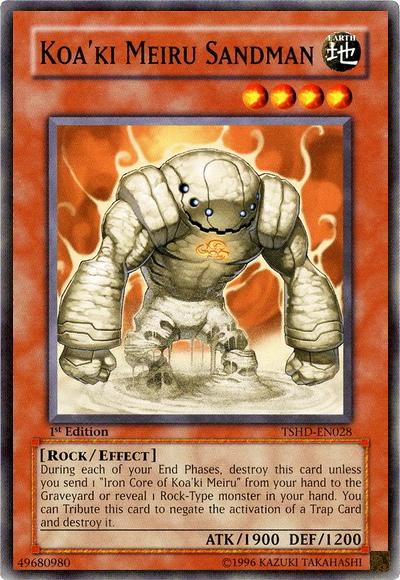 KOA'KI MEIRU SANDMAN
EARTH
地
1st Edition
TSHD-EN028
[ROCK/EFFECT]
During each of your End Phases, destroy this card unless
you send 1 "Iron Core of Koa'ki Meiru" from your hand to the
Graveyard or reveal 1 Rock-Type monster in your hand. You
can Tribute this card to negate the activation of a Trap Card
and destroy it.
ATK/1900 DEF/1200
49680980
©1996 KAZUKI TAKAHASHI